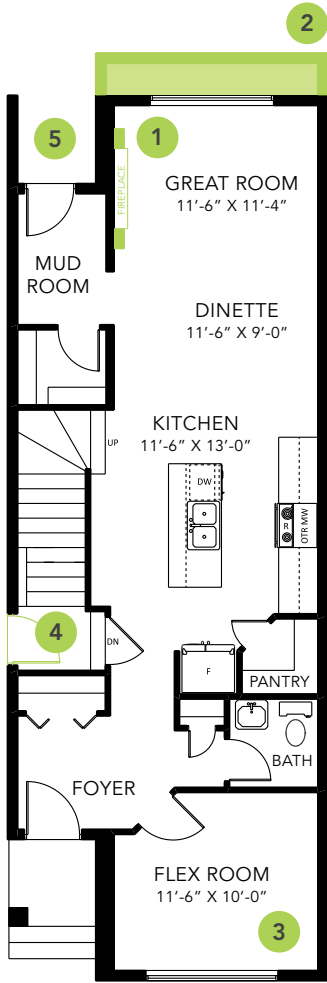 2
5
1
FIREPLACE
GREAT ROOM
11'-6" X 11'-4"
MUD
ROOM
DINETTE
11'-6" X 9'-0"
KITCHEN
11'-6" X 13'-0"
UP
DW
R
OTR MW
4
DN
F
PANTRY
BATH
FOYER
FLEX ROOM
11'-6" X 10'-0"
3